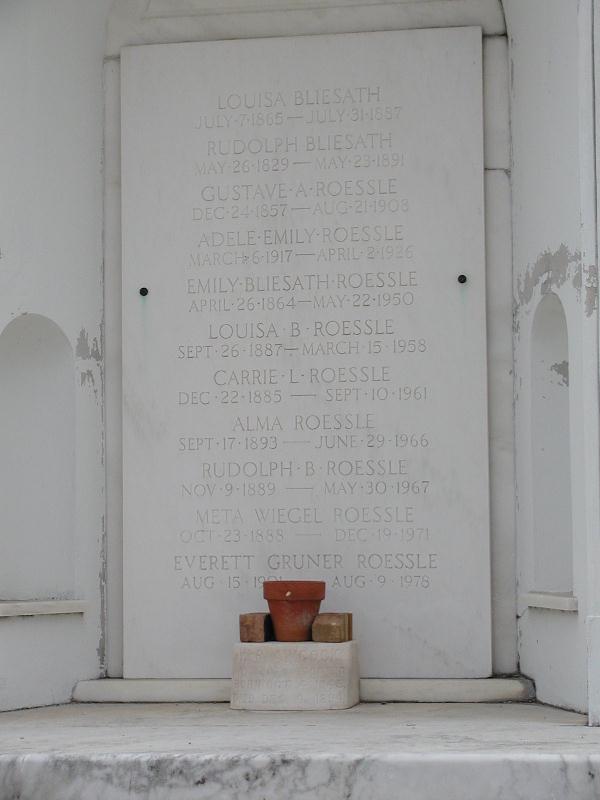 LOUISA BLIESATH
JULY·7·1865—JULY·31·1887
RUDOLPH BLIESATH
MAY·26·1829—MAY·23·1891
GUSTAVE·A·ROESSLE
DEC·24·1857—AUG·21·1908
ADELE·EMILY·ROESSLE
MARCH·6·1917—APRIL·2·1926
EMILY·BLIESATH·ROESSLE
APRIL·26·1864—MAY·22·1950
LOUISA·B·ROESSLE
SEPT·26·1887—MARCH·15·1958
CARRIE·L·ROESSLE
DEC·22·1885—SEPT·10·1961
ALMA ROESSLE
SEPT·17·1893—JUNE·29·1966
RUDOLPH·B·ROESSLE
NOV·9·1889—MAY·30·1967
META WIEGEL ROESSLE
OCT·23·1888—DEC·19·1971
EVERETT GRUNER ROESSLE
AUG·15· AUG·9·1978